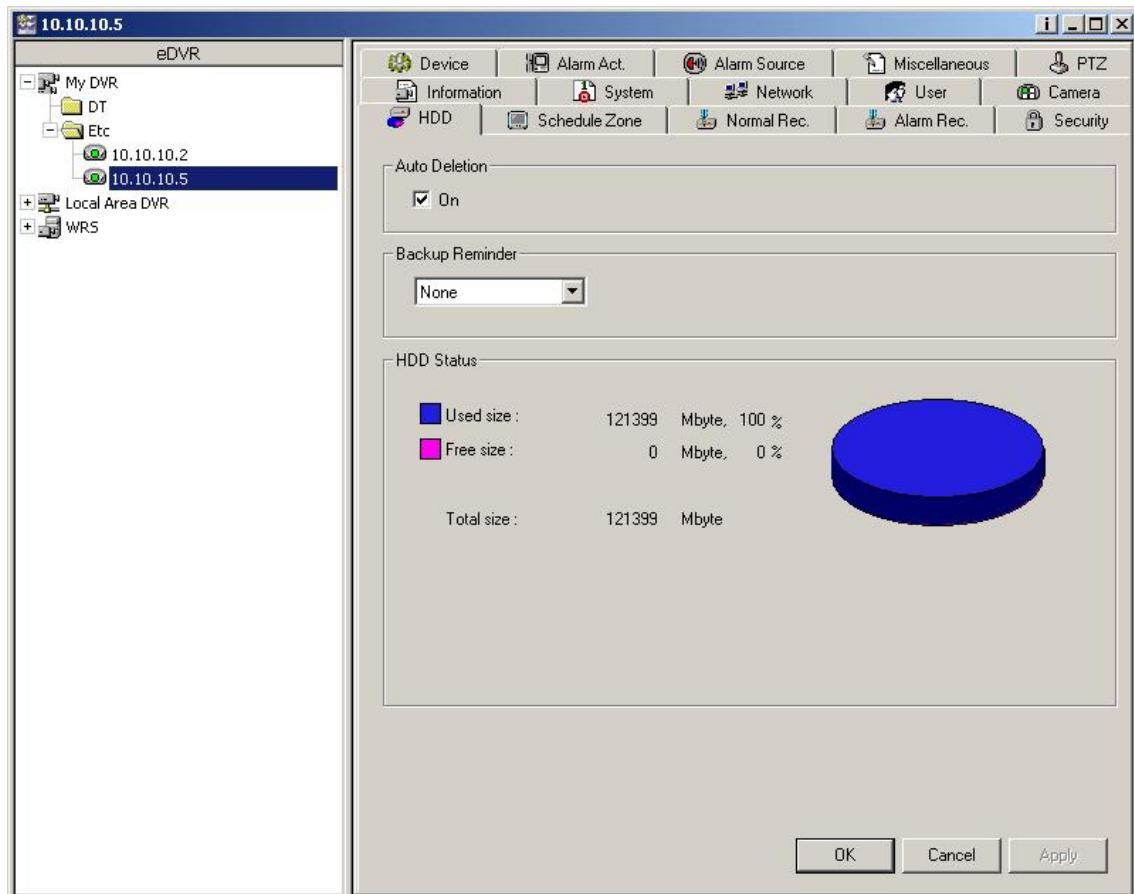 10.10.10.5
eDVR
My DVR
DT
Etc
10.10.10.2
10.10.10.5
Local Area DVR
WRS
Device Alarm Act. Alarm Source Miscellaneous PTZ
Information System Network User Camera
HDD Schedule Zone Normal Rec. Alarm Rec. Security
Auto Deletion
On
Backup Reminder
None
HDD Status
Used size : 121399 Mbyte, 100 %
Free size : 0 Mbyte, 0 %
Total size : 121399 Mbyte
OK Cancel Apply